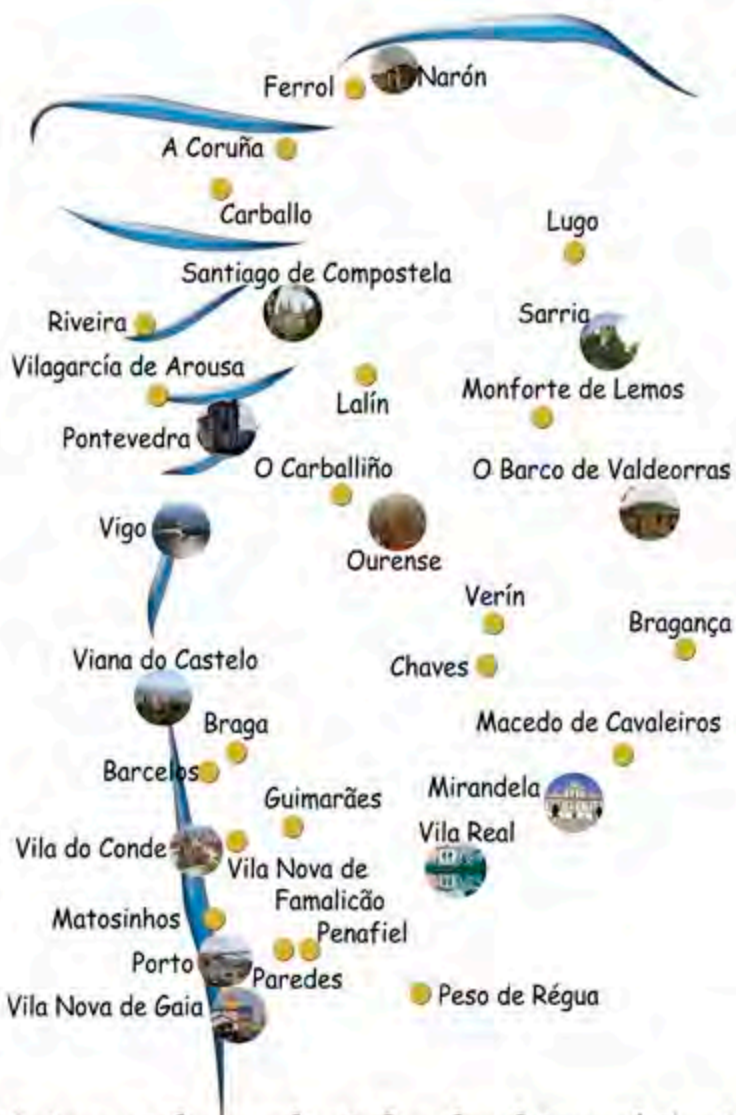 Ferrol
Narón
A Coruña
Carballo
Lugo
Santiago de Compostela
Sarria
Riveira
Vilagarcía de Arousa
Lalín
Monforte de Lemos
Pontevedra
O Carballiño
O Barco de Valdeorras
Vigo
Ourense
Verín
Bragança
Viana do Castelo
Chaves
Braga
Macedo de Cavaleiros
Barcelos
Mirandela
Guimarães
Vila Real
Vila do Conde
Vila Nova de
Famalicão
Matosinhos
Penafiel
Porto
Paredes
Peso de Régua
Vila Nova de Gaia